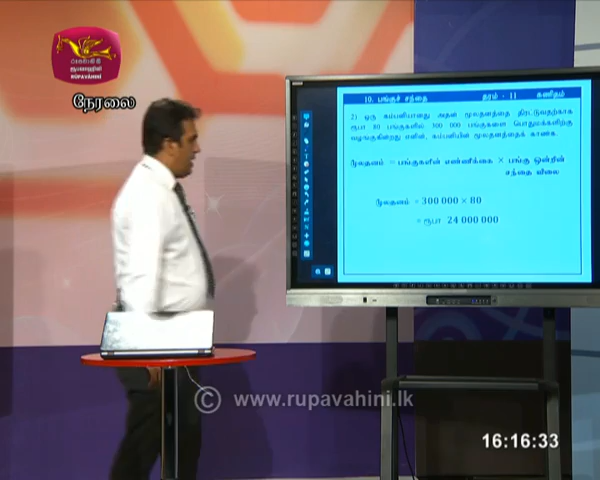 RUPAVAHINI
நேரலை
10. பங்குச் சந்தை தரம் - 11 கணிதம்
2) ஒரு கம்பனியானது அதன் மூலதனத்தை திரட்டுவதற்காக
ரூபா 80 பங்குகளில் 300 000 பங்குகளை பொதுமக்களிற்கு
வழங்குகின்றது எனின், கம்பனியின் மூலதனத்தைக் காண்க.
மூலதனம் = பங்குகளின் எண்ணிக்கை × பங்கு ஒன்றின்
சந்தை விலை
மூலதனம் = 300 000 × 80
= ரூபா 24 000 000
© www.rupavahini.lk
16:16:33